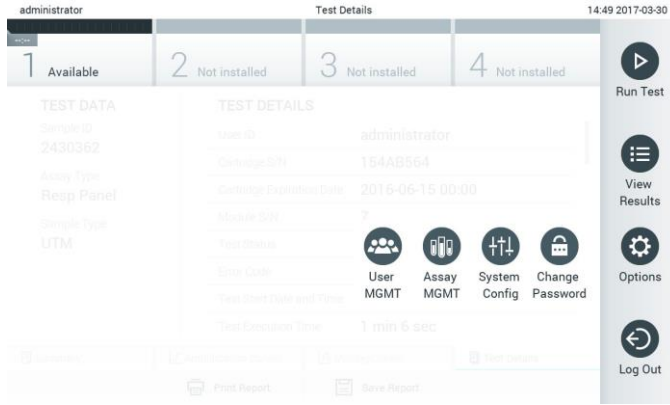 administrator
Test Details
14:49 2017-03-30
1 Available
2 Not installed
3 Not installed
4 Not installed
Run Test
View
Results
Options
Log Out
TEST DATA
Sample ID
2430362
Assay Type
Resp Panel
Sample Type
UTM
TEST DETAILS
User ID
administrator
Cartridge S/N
154AB564
Cartridge Expiration Date
2016-06-15 00:00
Module S/N
7
Test Status
Error Code
Test Start Date and Time
Test Execution Time
1 min 6 sec
User
MGMT
Assay
MGMT
System
Config
Change
Password
Test Details
Print Report
Save Report